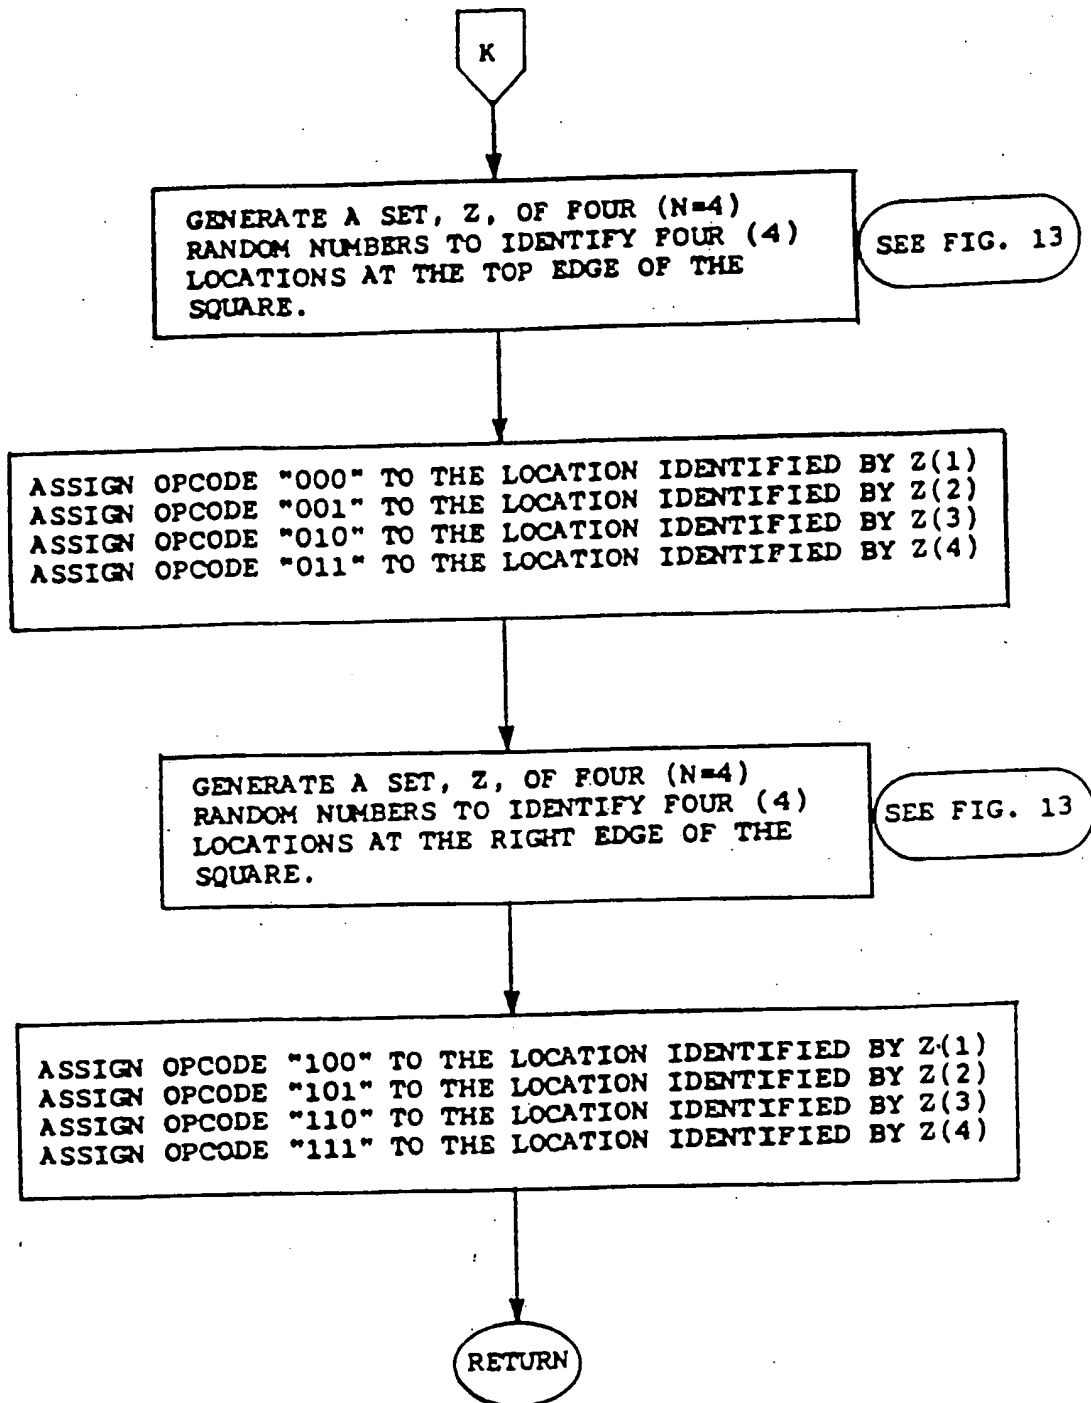 K
GENERATE A SET, Z, OF FOUR (N=4)
RANDOM NUMBERS TO IDENTIFY FOUR (4)
LOCATIONS AT THE TOP EDGE OF THE
SQUARE.
SEE FIG. 13
ASSIGN OPCODE "000" TO THE LOCATION IDENTIFIED BY Z(1)
ASSIGN OPCODE "001" TO THE LOCATION IDENTIFIED BY Z(2)
ASSIGN OPCODE "010" TO THE LOCATION IDENTIFIED BY Z(3)
ASSIGN OPCODE "011" TO THE LOCATION IDENTIFIED BY Z(4)
GENERATE A SET, Z, OF FOUR (N=4)
RANDOM NUMBERS TO IDENTIFY FOUR (4)
LOCATIONS AT THE RIGHT EDGE OF THE
SQUARE.
SEE FIG. 13
ASSIGN OPCODE "100" TO THE LOCATION IDENTIFIED BY Z(1)
ASSIGN OPCODE "101" TO THE LOCATION IDENTIFIED BY Z(2)
ASSIGN OPCODE "110" TO THE LOCATION IDENTIFIED BY Z(3)
ASSIGN OPCODE "111" TO THE LOCATION IDENTIFIED BY Z(4)
RETURN